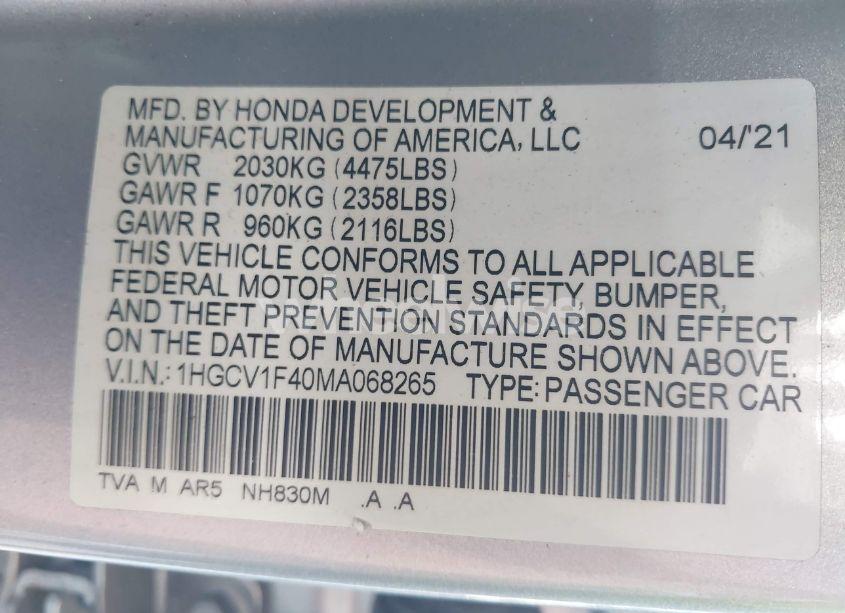 MFD. BY HONDA DEVELOPMENT &
MANUFACTURING OF AMERICA, LLC 04/'21
GVWR 2030KG (4475LBS)
GAWR F 1070KG (2358LBS)
GAWR R 960KG (2116LBS)
THIS VEHICLE CONFORMS TO ALL APPLICABLE
FEDERAL MOTOR VEHICLE SAFETY, BUMPER,
AND THEFT PREVENTION STANDARDS IN EFFECT
ON THE DATE OF MANUFACTURE SHOWN ABOVE.
V.I.N.: 1HGCV1F40MA068265 TYPE: PASSENGER CAR
TVA M AR5 NH830M .A .A